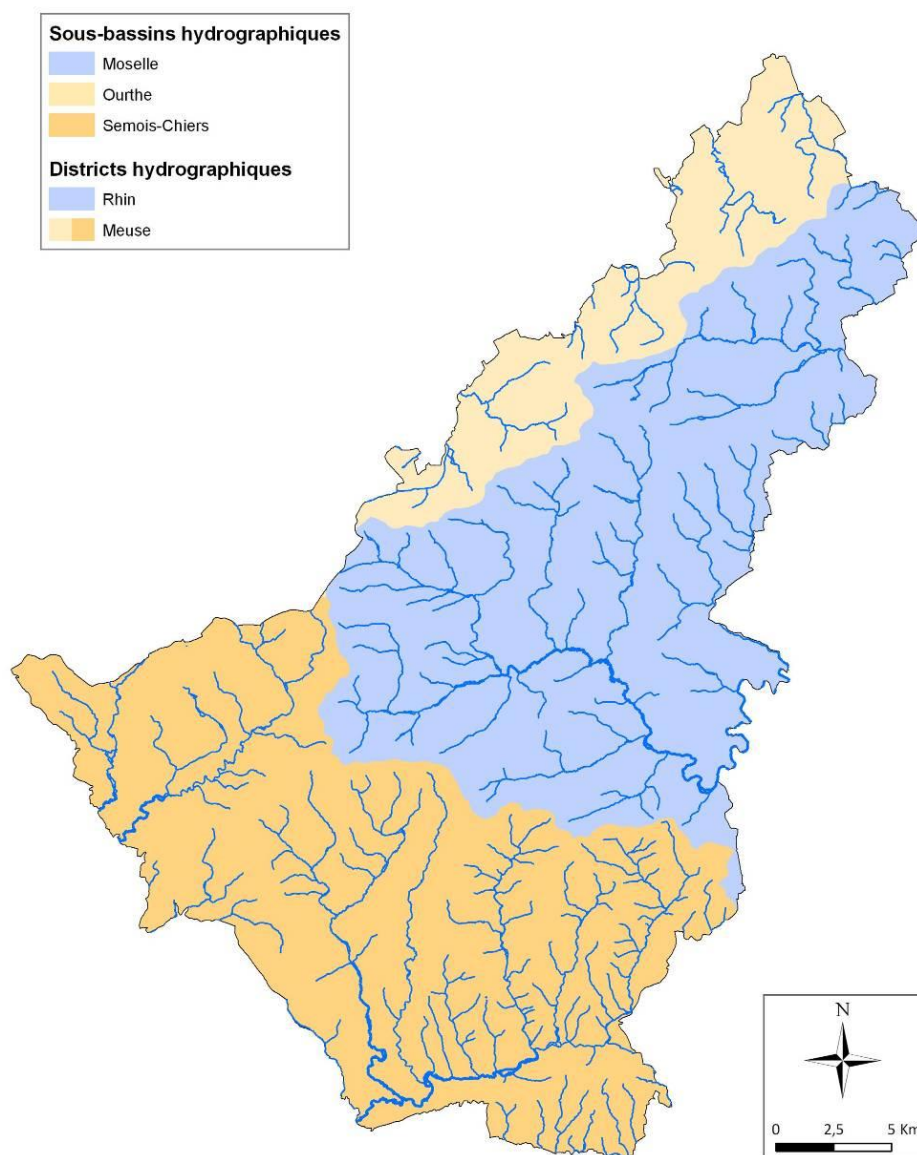 Sous-bassins hydrographiques
Moselle
Ourthe
Semois-Chiers
Districts hydrographiques
Rhin
Meuse
N
0 2,5 5 Km